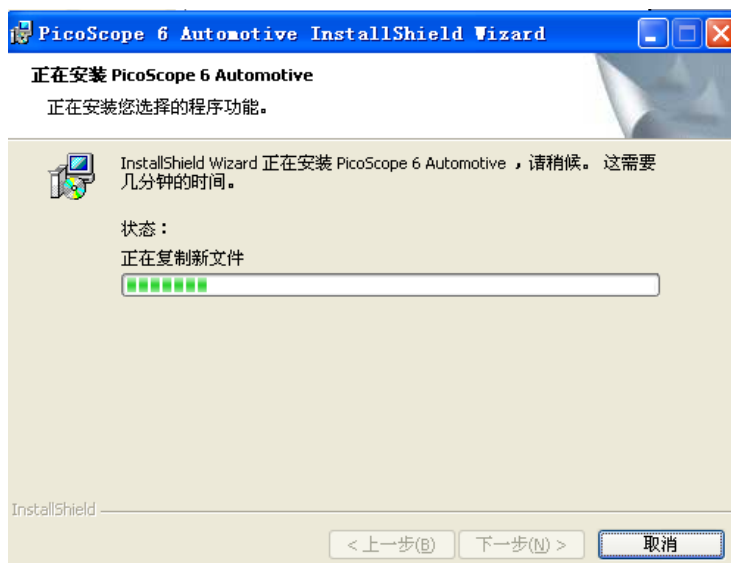 PicoScope 6 Automotive InstallShield Wizard
正在安装 PicoScope 6 Automotive
正在安装您选择的程序功能。
InstallShield Wizard 正在安装 PicoScope 6 Automotive ，请稍候。 这需要
几分钟的时间。
状态：
正在复制新文件
InstallShield
< 上一步(B)
下一步(N) >
取消